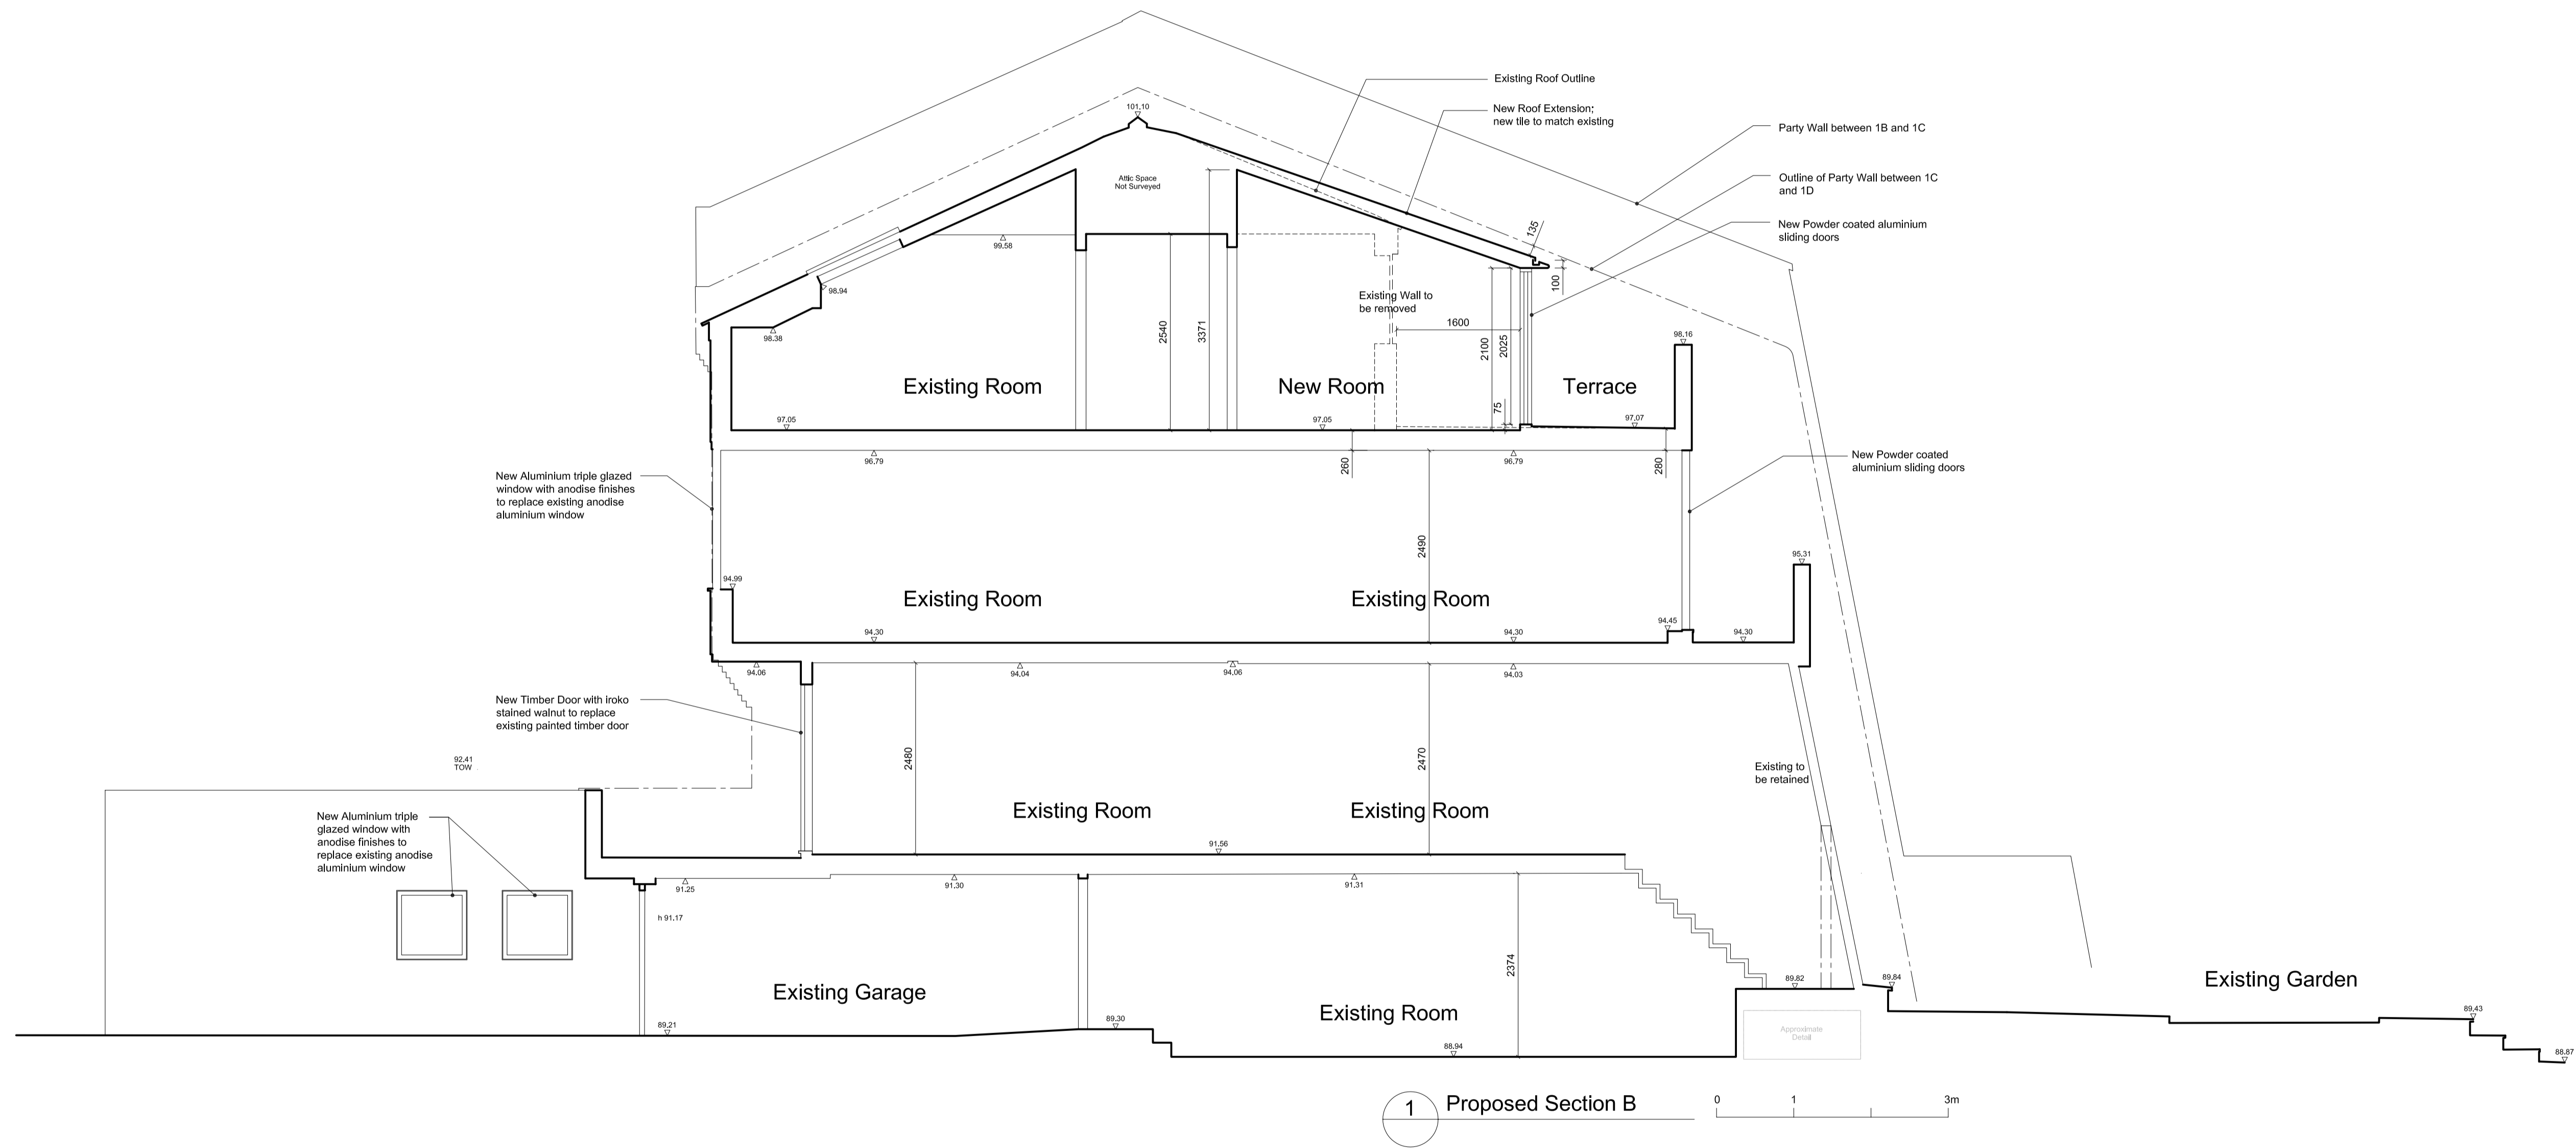 Existing Roof Outline
101.10
New Roof Extension;
new tile to match existing
Party Wall between 1B and 1C
Attic Space
Not Surveyed
Outline of Party Wall between 1C
and 1D
New Powder coated aluminium
sliding doors
135
99.58
100
98.94
Existing Wall to
be removed
1600
98.38
98.16
2540
3371
2100
2025
Existing Room
New Room
Terrace
75
97.05
97.05
97.07
96.79
260
96.79
280
New Powder coated
aluminium sliding doors
New Aluminium triple glazed
window with anodise finishes
to replace existing anodise
aluminium window
2490
95.31
94.99
Existing Room
Existing Room
94.30
94.30
94.45
94.30
94.06
94.04
94.06
94.03
New Timber Door with iroko
stained walnut to replace
existing painted timber door
92.41
TOW
2480
2470
Existing to
be retained
Existing Room
Existing Room
New Aluminium triple
glazed window with
anodise finishes to
replace existing anodise
aluminium window
91.56
91.25
91.30
91.31
h 91.17
2374
Existing Garage
Existing Room
89.82
89.84
Existing Garden
89.21
89.30
88.94
Approximate
Detail
89.43
88.87
1
Proposed Section B
0
1
3m